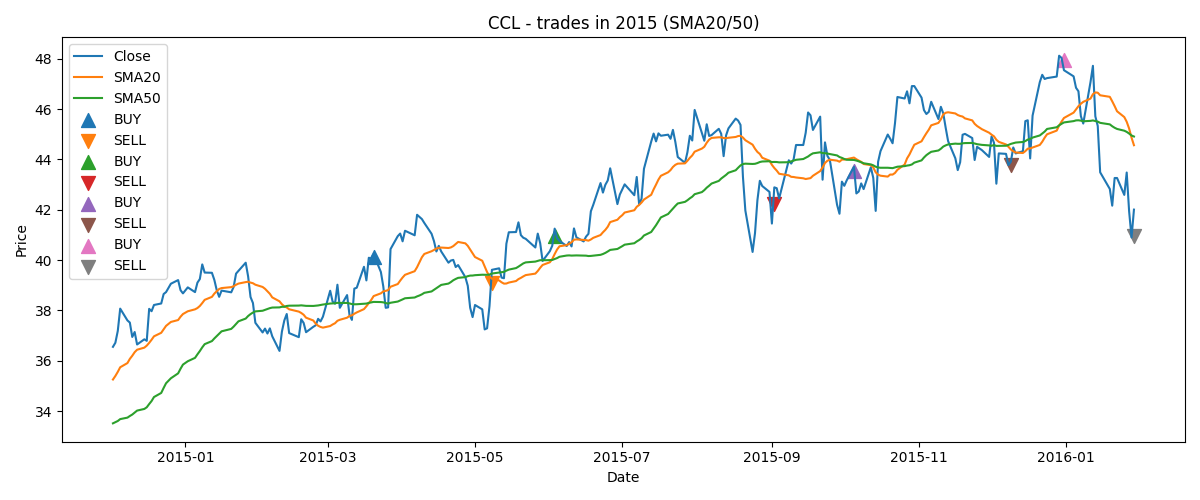 CCL - trades in 2015 (SMA20/50)
Close
SMA20
SMA50
BUY
SELL
BUY
SELL
BUY
SELL
BUY
SELL
Price
48
46
44
42
40
38
36
34
2015-01 2015-03 2015-05 2015-07 2015-09 2015-11 2016-01
Date